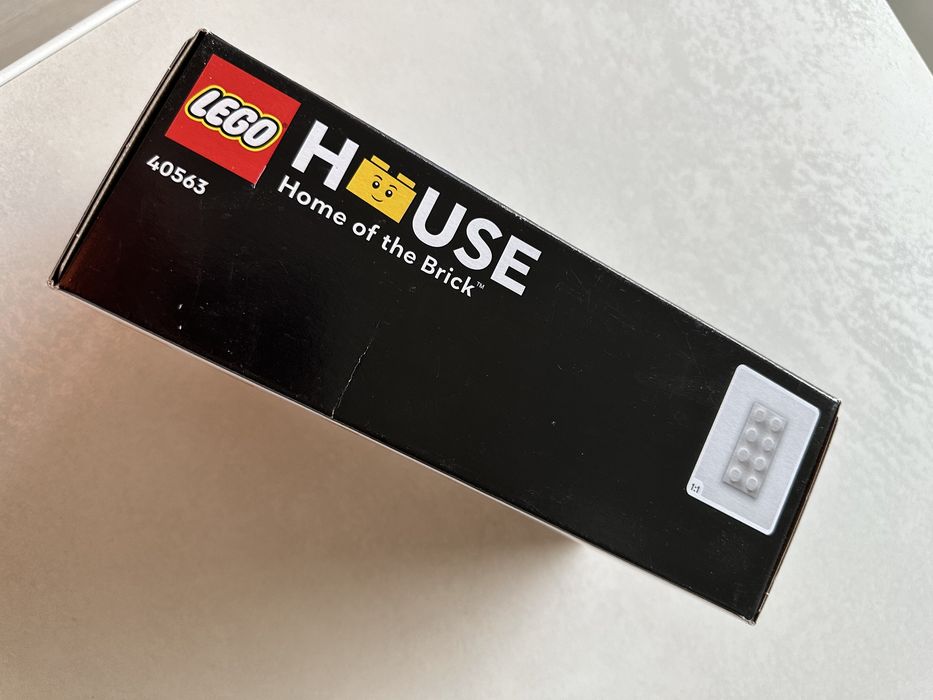 LEGO
40563
HOUSE
Home of the Brick™
1:1